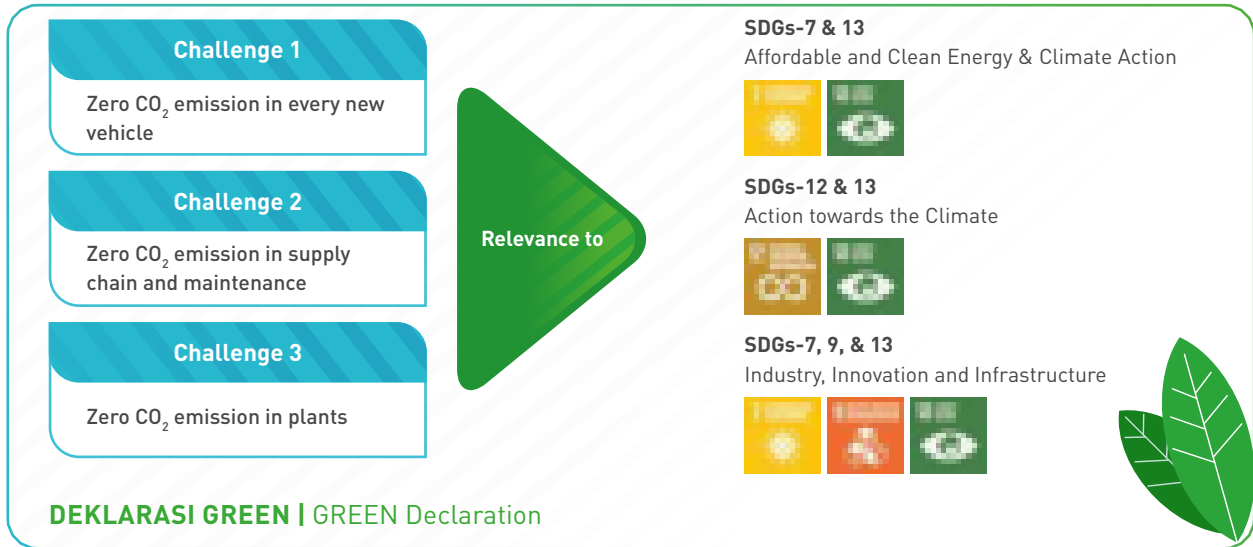 Challenge 1
Zero CO₂ emission in every new
vehicle
Challenge 2
Zero CO₂ emission in supply
chain and maintenance
Challenge 3
Zero CO₂ emission in plants
Relevance to
SDGs-7 & 13
Affordable and Clean Energy & Climate Action
SDGs-12 & 13
Action towards the Climate
SDGs-7, 9, & 13
Industry, Innovation and Infrastructure
DEKLARASI GREEN | GREEN Declaration